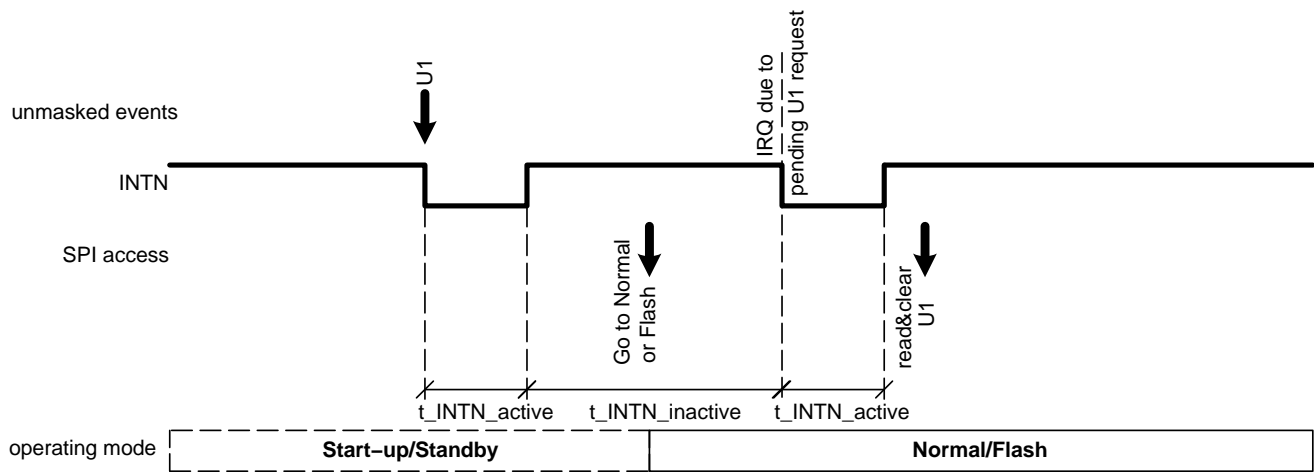 U1
IRQ due to
pending U1 request
unmasked events
INTN
SPI access
Go to Normal
or Flash
read&clear
U1
t_INTN_active
t_INTN_inactive
t_INTN_active
operating mode
Start−up/Standby
Normal/Flash